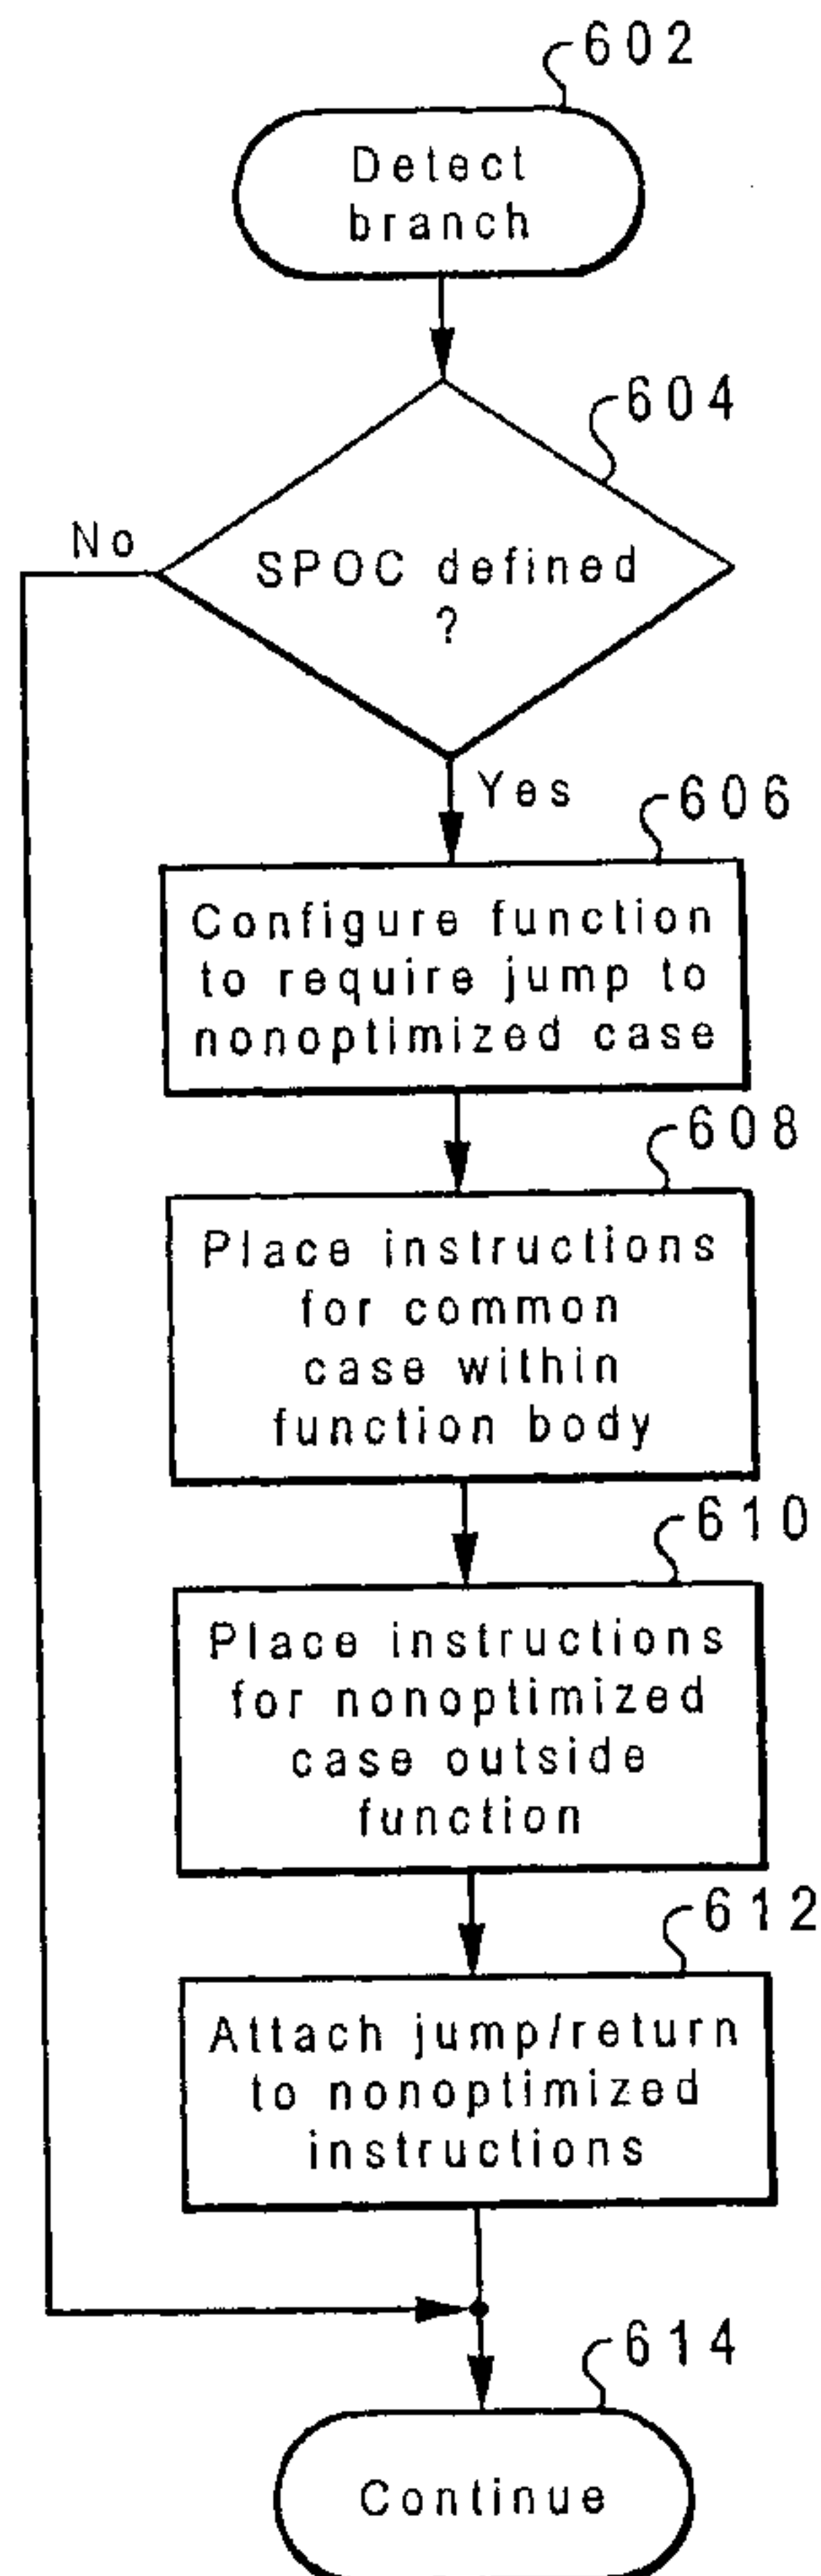 602
Detect
branch
604
No
SPOC defined
?
Yes
606
Configure function
to require jump to
nonoptimized case
608
Place instructions
for common
case within
function body
610
Place instructions
for nonoptimized
case outside
function
612
Attach jump/return
to nonoptimized
instructions
614
Continue